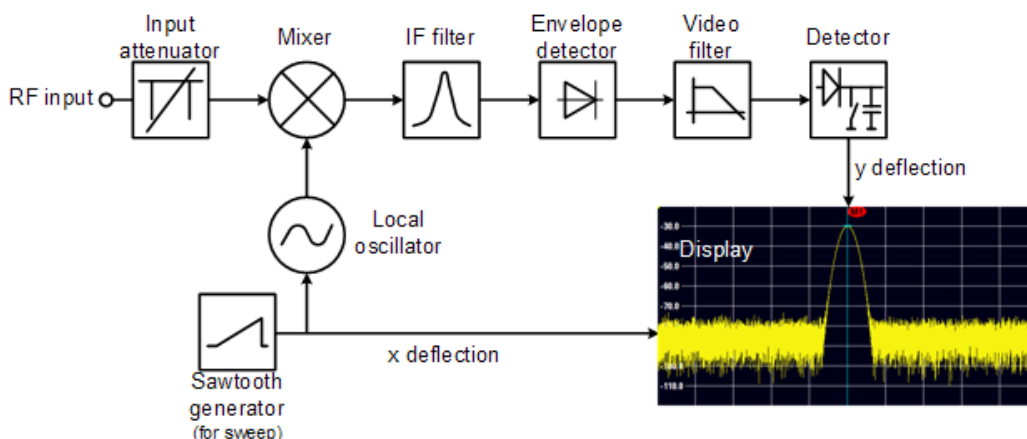 Input
attenuator
Mixer
IF filter
Envelope
detector
Video
filter
Detector
RF input
y deflection
Local
oscillator
Display
-30.0
-40.0
-50.0
-60.0
-70.0
-110.0
x deflection
Sawtooth
generator
(for sweep)